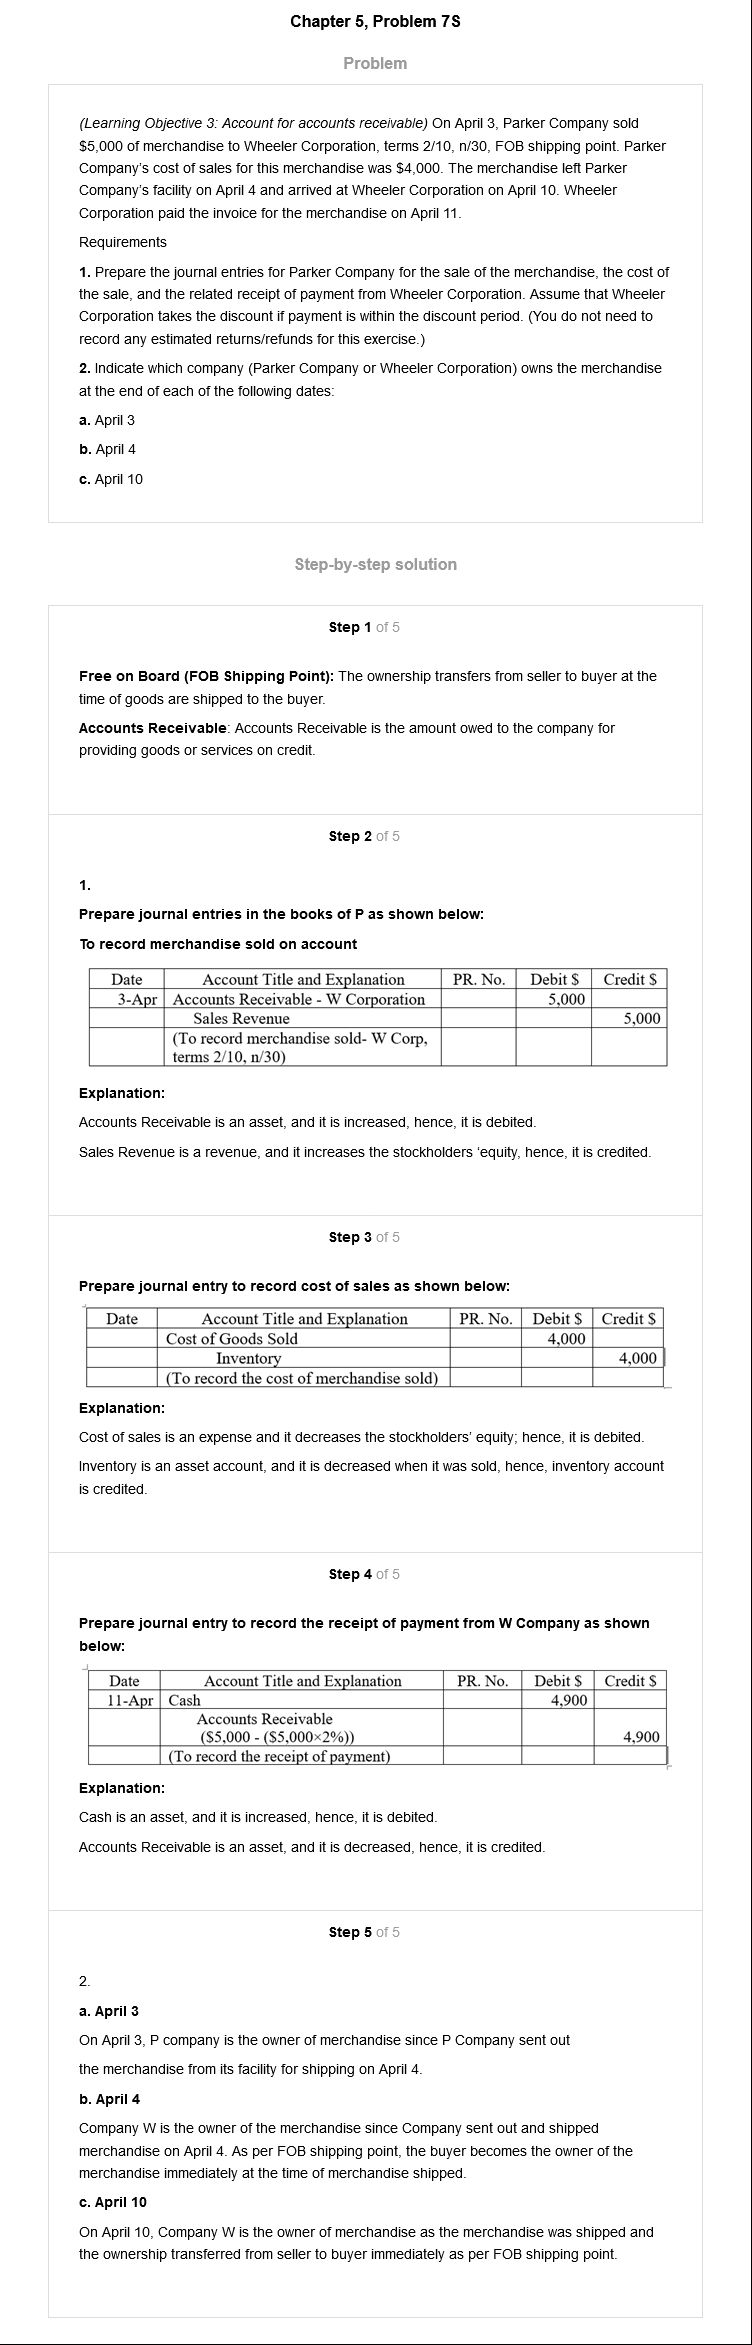 Chapter 5, Problem 7S
Problem
(Learning Objective 3: Account for accounts receivable) On April 3, Parker Company sold
$5,000 of merchandise to Wheeler Corporation, terms 2/10, n/30, FOB shipping point. Parker
Company's cost of sales for this merchandise was $4,000. The merchandise left Parker
Company's facility on April 4 and arrived at Wheeler Corporation on April 10. Wheeler
Corporation paid the invoice for the merchandise on April 11.
Requirements
1. Prepare the journal entries for Parker Company for the sale of the merchandise, the cost of
the sale, and the related receipt of payment from Wheeler Corporation. Assume that Wheeler
Corporation takes the discount if payment is within the discount period. (You do not need to
record any estimated returns/refunds for this exercise.)
2. Indicate which company (Parker Company or Wheeler Corporation) owns the merchandise
at the end of each of the following dates:
a. April 3
b. April 4
c. April 10
Step-by-step solution
Step 1 of 5
Free on Board (FOB Shipping Point): The ownership transfers from seller to buyer at the
time of goods are shipped to the buyer.
Accounts Receivable: Accounts Receivable is the amount owed to the company for
providing goods or services on credit.
Step 2 of 5
1.
Prepare journal entries in the books of P as shown below:
To record merchandise sold on account
Date Account Title and Explanation PR. No. Debit $ Credit $
3-Apr Accounts Receivable - W Corporation 5,000
Sales Revenue 5,000
(To record merchandise sold- W Corp,
terms 2/10, n/30)
Explanation:
Accounts Receivable is an asset, and it is increased, hence, it is debited.
Sales Revenue is a revenue, and it increases the stockholders 'equity, hence, it is credited.
Step 3 of 5
Prepare journal entry to record cost of sales as shown below:
Date Account Title and Explanation PR. No. Debit $ Credit $
Cost of Goods Sold 4,000
Inventory 4,000
(To record the cost of merchandise sold)
Explanation:
Cost of sales is an expense and it decreases the stockholders' equity; hence, it is debited.
Inventory is an asset account, and it is decreased when it was sold, hence, inventory account
is credited.
Step 4 of 5
Prepare journal entry to record the receipt of payment from W Company as shown
below:
Date Account Title and Explanation PR. No. Debit $ Credit $
11-Apr Cash 4,900
Accounts Receivable
($5,000 - ($5,000×2%)) 4,900
(To record the receipt of payment)
Explanation:
Cash is an asset, and it is increased, hence, it is debited.
Accounts Receivable is an asset, and it is decreased, hence, it is credited.
Step 5 of 5
2.
a. April 3
On April 3, P company is the owner of merchandise since P Company sent out
the merchandise from its facility for shipping on April 4.
b. April 4
Company W is the owner of the merchandise since Company sent out and shipped
merchandise on April 4. As per FOB shipping point, the buyer becomes the owner of the
merchandise immediately at the time of merchandise shipped.
c. April 10
On April 10, Company W is the owner of merchandise as the merchandise was shipped and
the ownership transferred from seller to buyer immediately as per FOB shipping point.